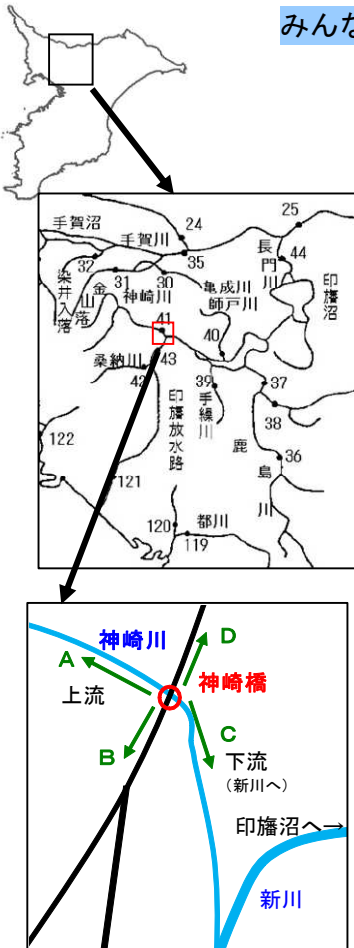 みんな
手賀沼
手賀川
24
25
32
35
長門川
44
染井入落
金山落
31
30
神崎川
亀成川
師戸川
印旛沼
41
40
桑納川
42
43
39
手繰川
37
38
印旛放水路
鹿島川
36
122
121
120
都川
119
神崎川
D
A
神崎橋
上流
B
C
下流
(新川へ)
印旛沼へ→
新川